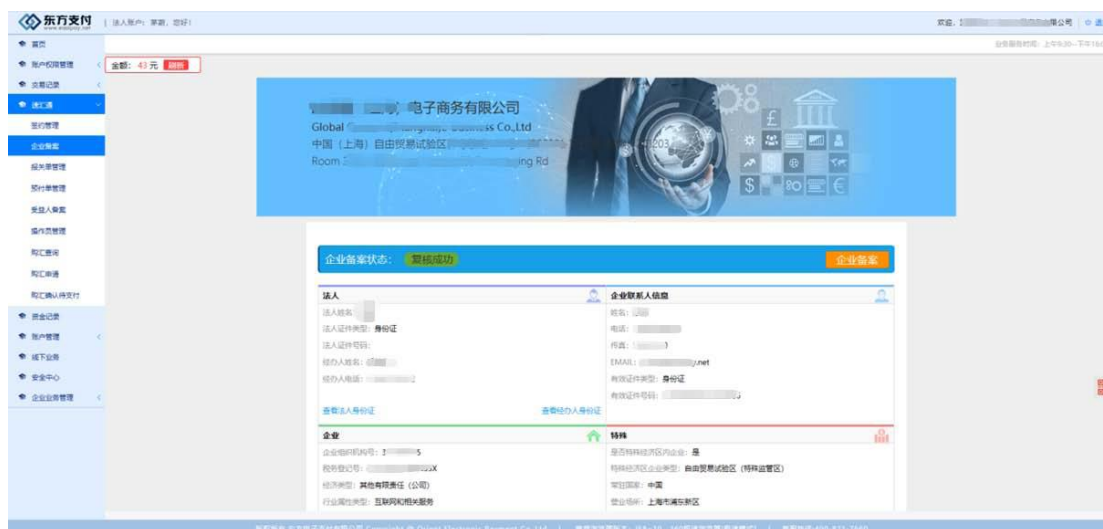 东方支付
www.easipay.net
法人账户：
欢迎，
限公司
首页
账户权限管理
交易记录
速汇通
签约管理
企业备案
报关单管理
预付单管理
受益人备案
操作员管理
购汇查询
购汇申请
购汇确认待支付
资金记录
账户管理
线下业务
安全中心
企业业务管理
金额： 43 元 刷新
电子商务有限公司
Global
Co.,Ltd
中国（上海）自由贸易试验区
203
Room
ing Rd
企业备案状态： 复核成功
企业备案
法人
法人姓名
法人证件类型：身份证
法人证件号码：
经办人姓名：
经办人电话：
查看法人身份证
查看经办人身份证
企业联系人信息
姓名：
电话：
传真：
EMAIL：
.net
有效证件类型：身份证
有效证件号码：
企业
企业组织机构号：3 5
税务登记号：
X
经济类型：其他有限责任（公司）
行业属性类型：互联网和相关服务
特殊
是否特殊经济区内企业：是
特殊经济区企业类型：自由贸易试验区（特殊监管区）
常驻国家：中国
营业场所：上海市浦东新区